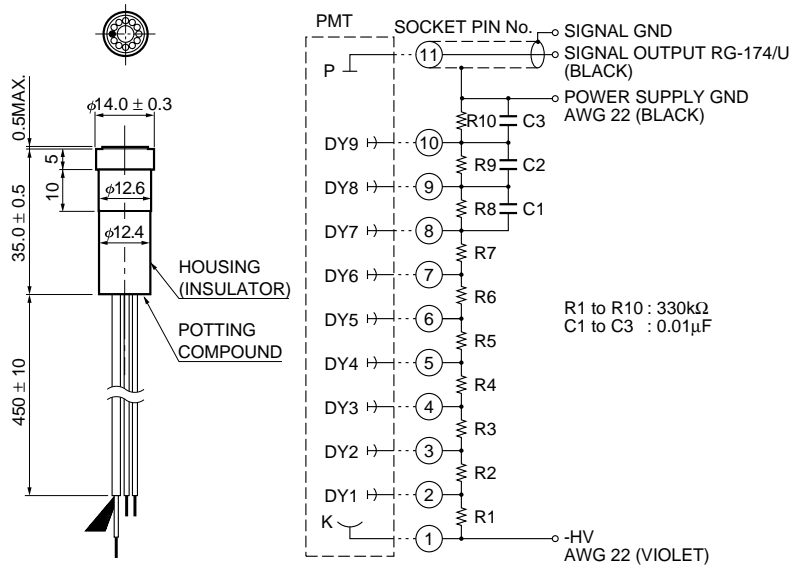 PMT
SOCKET PIN No.
SIGNAL GND
SIGNAL OUTPUT RG-174/U
(BLACK)
POWER SUPPLY GND
AWG 22 (BLACK)
P
11
R10
C3
DY9
10
R9
C2
DY8
9
R8
C1
DY7
8
R7
DY6
7
R6
DY5
6
R5
DY4
5
R4
DY3
4
R3
DY2
3
R2
DY1
2
R1
K
1
-HV
AWG 22 (VIOLET)
R1 to R10 : 330kΩ
C1 to C3 : 0.01μF
0.5MAX.
ϕ14.0 ± 0.3
5
10
ϕ12.6
35.0 ± 0.5
ϕ12.4
HOUSING
(INSULATOR)
POTTING
COMPOUND
450 ± 10